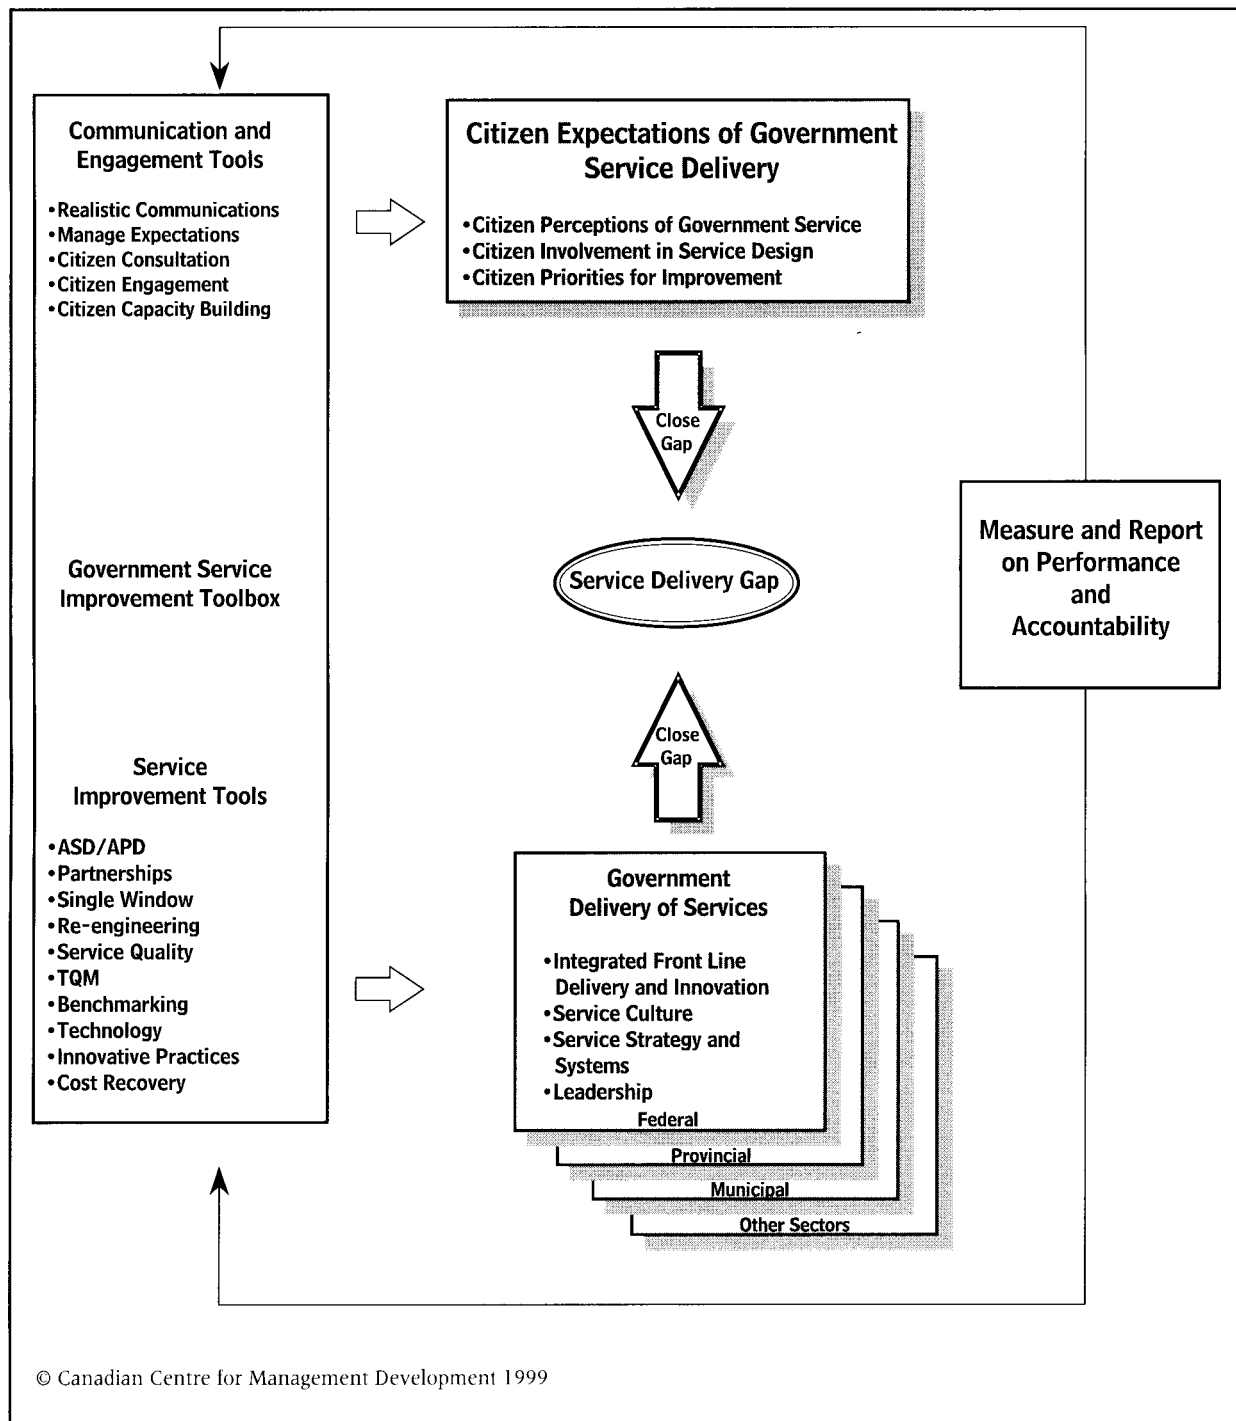 Communication and
Engagement Tools
•Realistic Communications
•Manage Expectations
•Citizen Consultation
•Citizen Engagement
•Citizen Capacity Building
Government Service
Improvement Toolbox
Service
Improvement Tools
•ASD/APD
•Partnerships
•Single Window
•Re-engineering
•Service Quality
•TQM
•Benchmarking
•Technology
•Innovative Practices
•Cost Recovery
Citizen Expectations of Government
Service Delivery
•Citizen Perceptions of Government Service
•Citizen Involvement in Service Design
•Citizen Priorities for Improvement
Close
Gap
Service Delivery Gap
Close
Gap
Government
Delivery of Services
•Integrated Front Line
Delivery and Innovation
•Service Culture
•Service Strategy and
Systems
•Leadership
Federal
Provincial
Municipal
Other Sectors
Measure and Report
on Performance
and
Accountability
© Canadian Centre for Management Development 1999